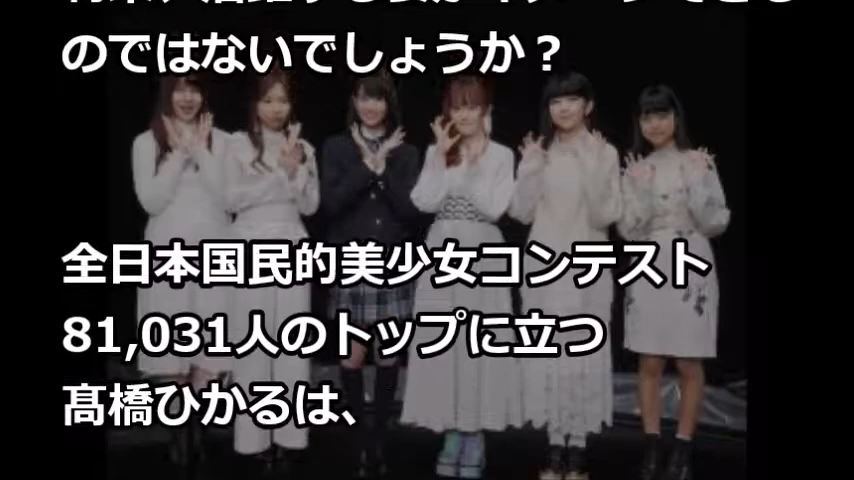 のではないでしょうか？
全日本国民的美少女コンテスト
81,031人のトップに立つ
髙橋ひかるは、